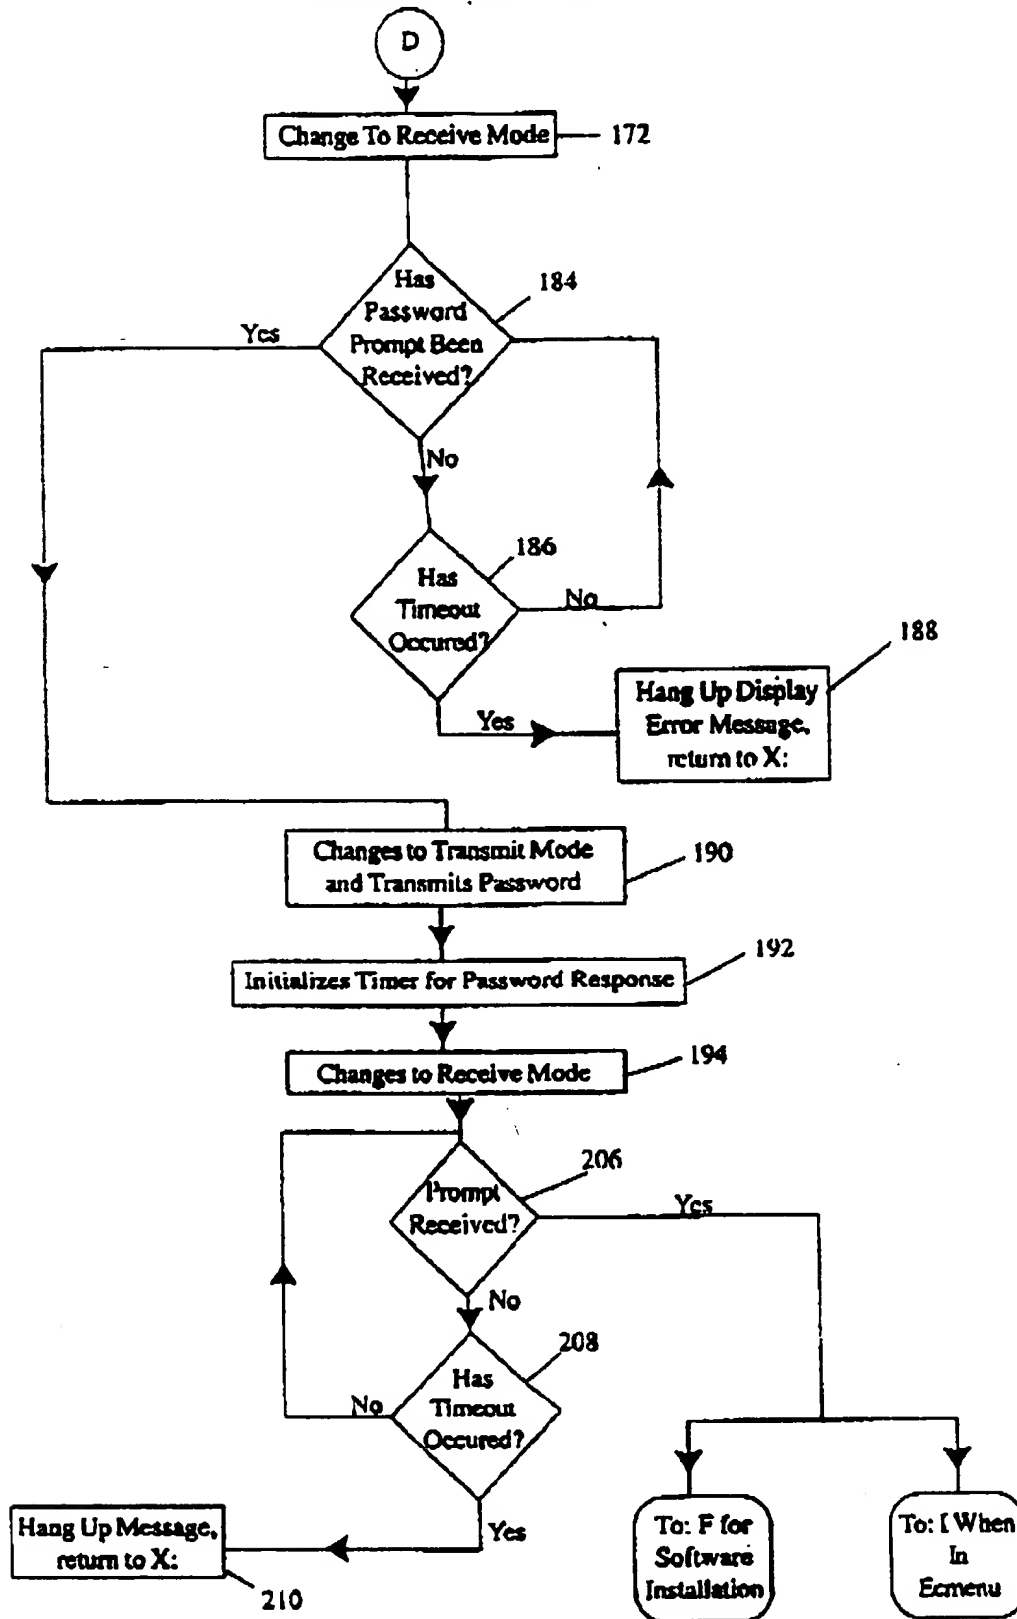 D
Change To Receive Mode
172
Has
Password
Prompt Been
Received?
184
Yes
No
Has
Timeout
Occured?
186
No
Yes
Hang Up Display
Error Message,
return to X:
188
Changes to Transmit Mode
and Transmits Password
190
Initializes Timer for Password Response
192
Changes to Receive Mode
194
Prompt
Received?
206
Yes
No
Has
Timeout
Occured?
208
No
Yes
Hang Up Message,
return to X:
210
To: F for
Software
Installation
To: When
In
Ecmenu